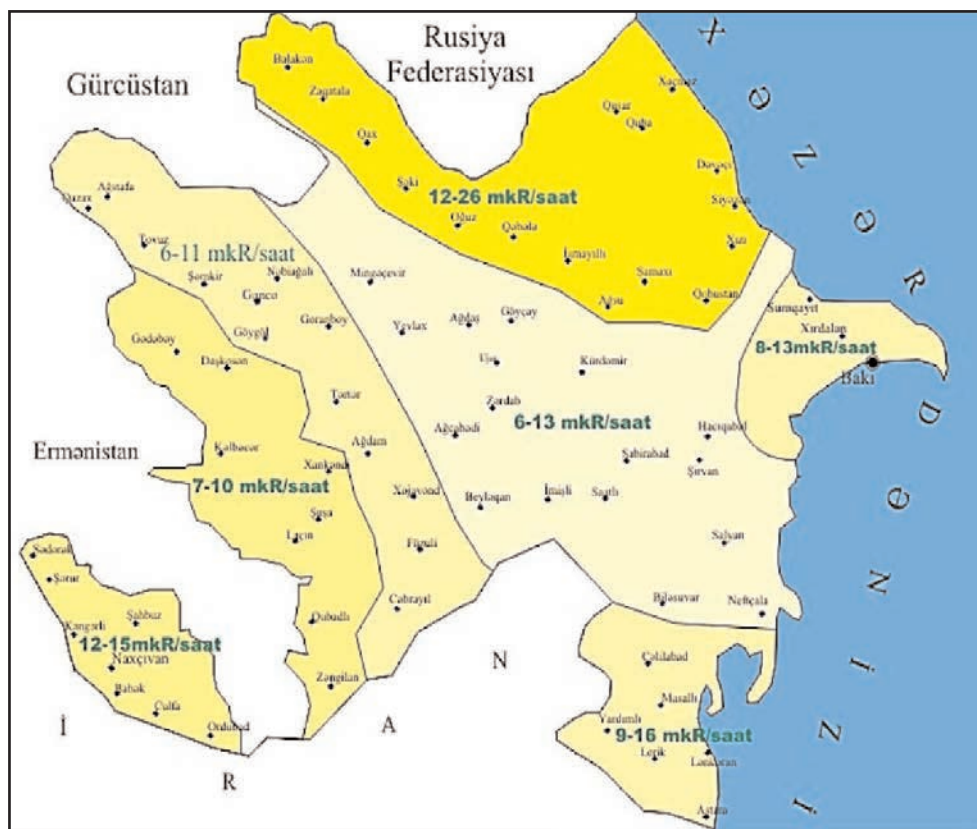 Rusiya
Federasiyası
Gürcüstan
Balakən
Zaqatala
Qax
Şəki
Oğuz
Qəbələ
İsmayıllı
Ağsu
Şamaxı
Qobustan
Xızı
Siyəzən
Dəvəçi
Quba
Qusar
Xaçmaz
12-26 mkR/saat
Ağstafa
Qazax
Tovuz
6-11 mkR/saat
Şəmkir
Gəncə
Göygöl
Goranboy
Tərtər
Ağdam
Xojavənd
Füzuli
Cəbrayıl
Mingəçevir
Yevlax
Ağdaş
Göyçay
Ujar
Kürdəmir
Zərdab
Ağcabədi
6-13 mkR/saat
Hacıqabul
Sabirabad
Şirvan
Beyləqan
İmişli
Saatlı
Salyan
Biləsuvar
Neftçala
Sumqayıt
Xırdalan
8-13mkR/saat
Bakı
Gədəbəy
Daşkəsən
Ermənistan
Kəlbəcər
Xankəndi
7-10 mkR/saat
Şuşa
Laçın
Qubadlı
Zəngilan
Sədərək
Şərur
Kəngərli
Şahbuz
12-15mkR/saat
Naxçıvan
Babək
Culfa
Ordubad
Cəlilabad
Masallı
Yardımlı
9-16 mkR/saat
Lerik
Lənkəran
Astara
İ R A N
X Ə Z Ə R D Ə N İ Z İ